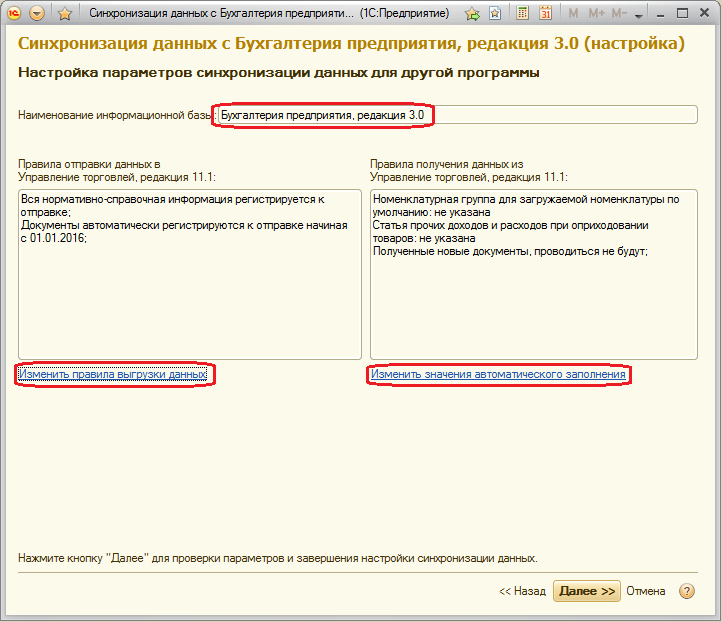 Синхронизация данных с Бухгалтерия предприяти... (1С:Предприятие)
31 M M+ M-
Синхронизация данных с Бухгалтерия предприятия, редакция 3.0 (настройка)
Настройка параметров синхронизации данных для другой программы
Наименование информационной базы: Бухгалтерия предприятия, редакция 3.0
Правила отправки данных в
Управление торговлей, редакция 11.1:
Вся нормативно-справочная информация регистрируется к
отправке;
Документы автоматически регистрируются к отправке начиная
с 01.01.2016;
Изменить правила выгрузки данных
Правила получения данных из
Управление торговлей, редакция 11.1:
Номенклатурная группа для загружаемой номенклатуры по
умолчанию: не указана
Статья прочих доходов и расходов при оприходовании
товаров: не указана
Полученные новые документы, проводиться не будут;
Изменить значения автоматического заполнения
Нажмите кнопку "Далее" для проверки параметров и завершения настройки синхронизации данных.
<< Назад Далее >> Отмена ?